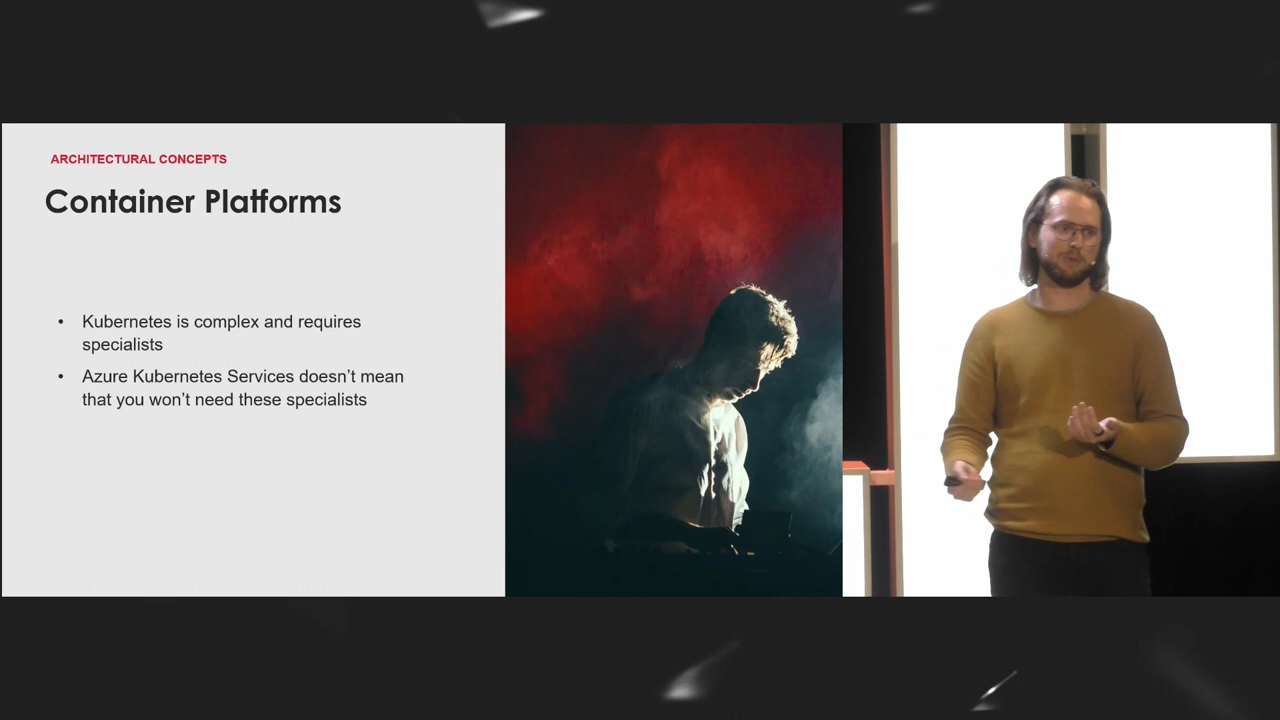 ARCHITECTURAL CONCEPTS
Container Platforms
• Kubernetes is complex and requires
specialists
• Azure Kubernetes Services doesn’t mean
that you won’t need these specialists